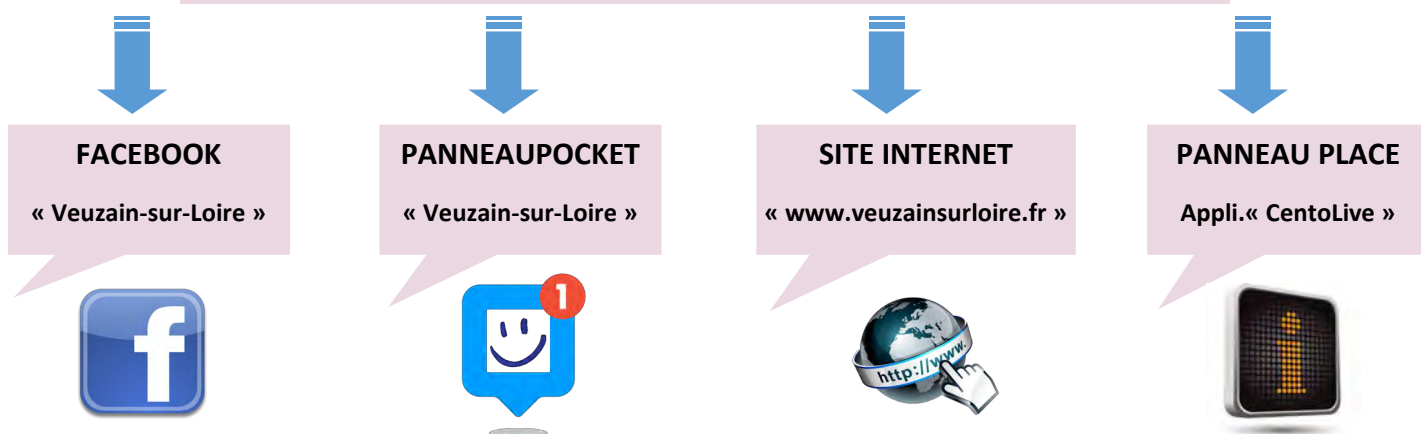 FACEBOOK
« Veuzain-sur-Loire »
PANNEAUPOCKET
« Veuzain-sur-Loire »
SITE INTERNET
« www.veuzainsurloire.fr »
PANNEAU PLACE
Appli.« CentoLive »
f
1
http://www.
i